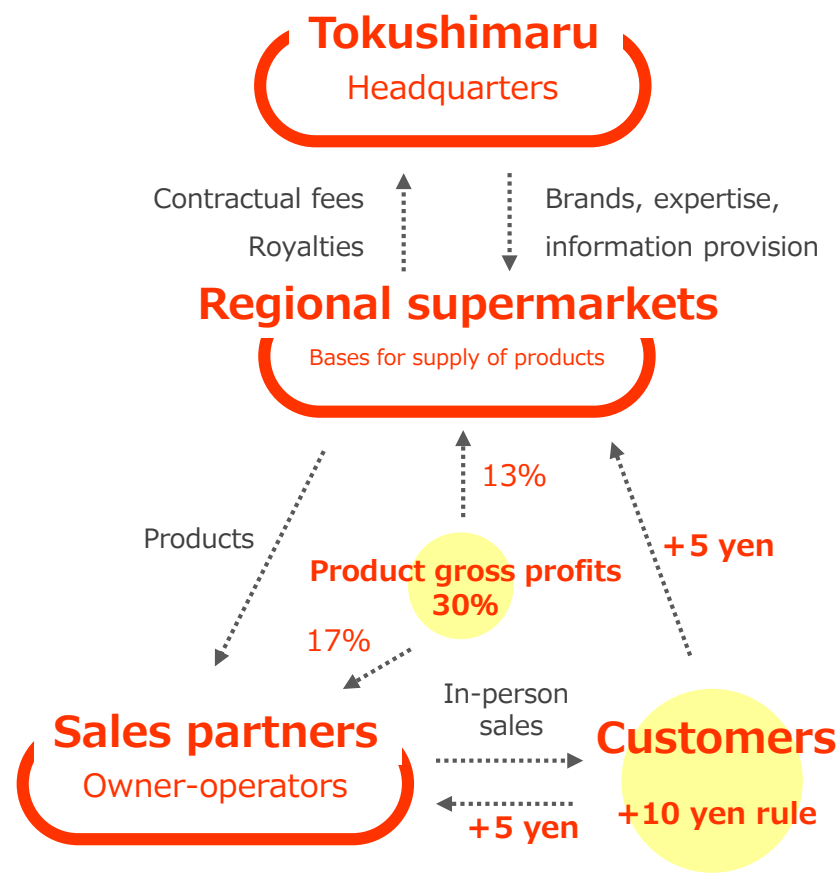 Tokushimaru
Headquarters
Contractual fees
Royalties
Brands, expertise,
information provision
Regional supermarkets
Bases for supply of products
13%
Products
+5 yen
Product gross profits
30%
17%
In-person
sales
Sales partners
Owner-operators
Customers
+10 yen rule
+5 yen